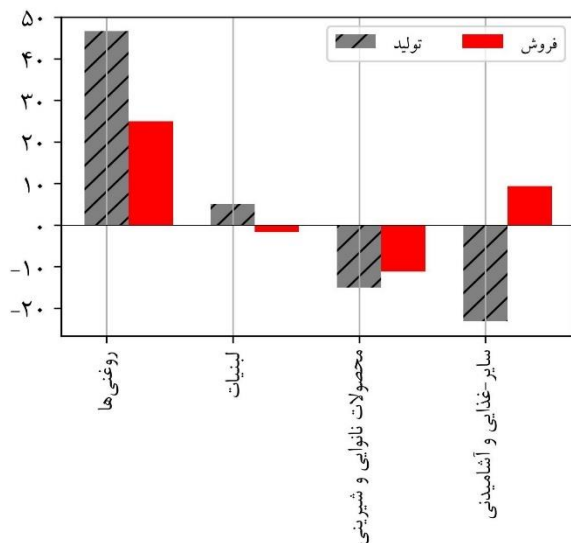 ۵۰
تولید فروش
۴۰
۳۰
۲۰
۱۰
۰
-۱۰
-۲۰
روغنی‌ها
لبنیات
محصولات نانوایی و شیرینی
سایر-غذایی و آشامیدنی